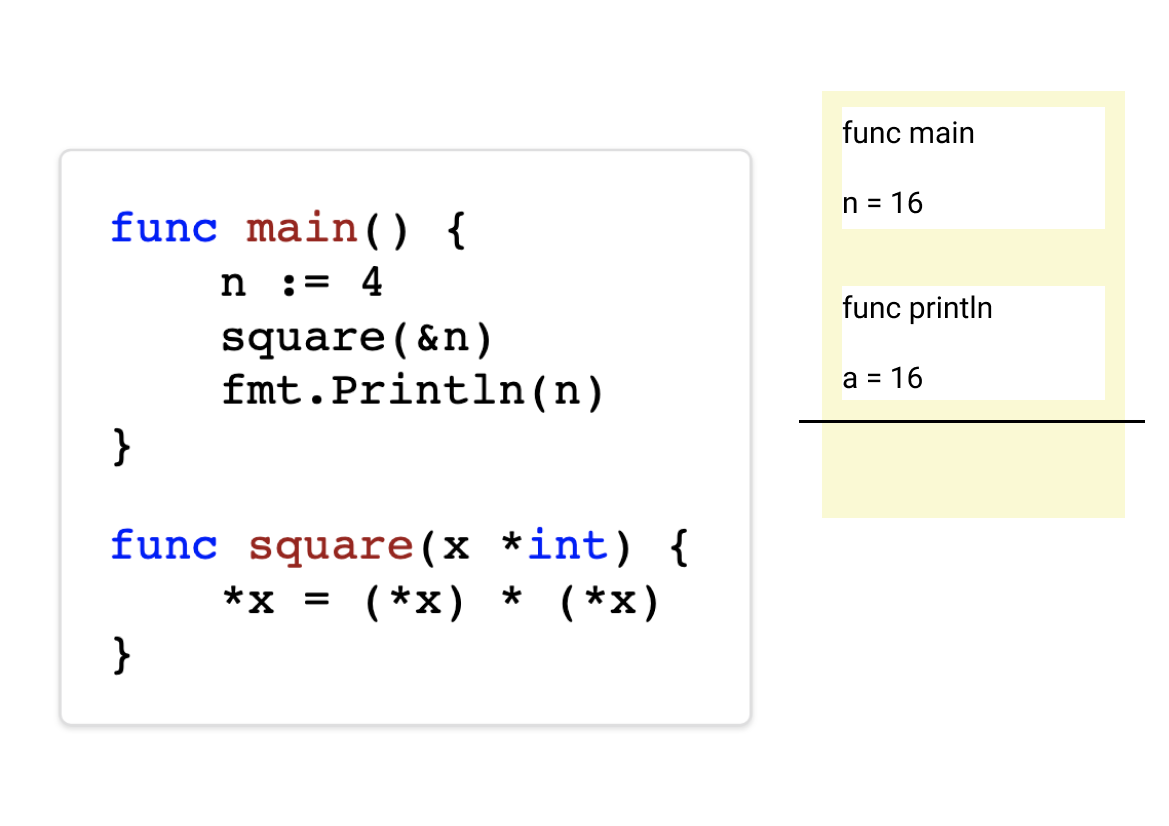 func main() {
    n := 4
    square(&n)
    fmt.Println(n)
}
func square(x *int) {
    *x = (*x) * (*x)
}
func main
n = 16
func println
a = 16